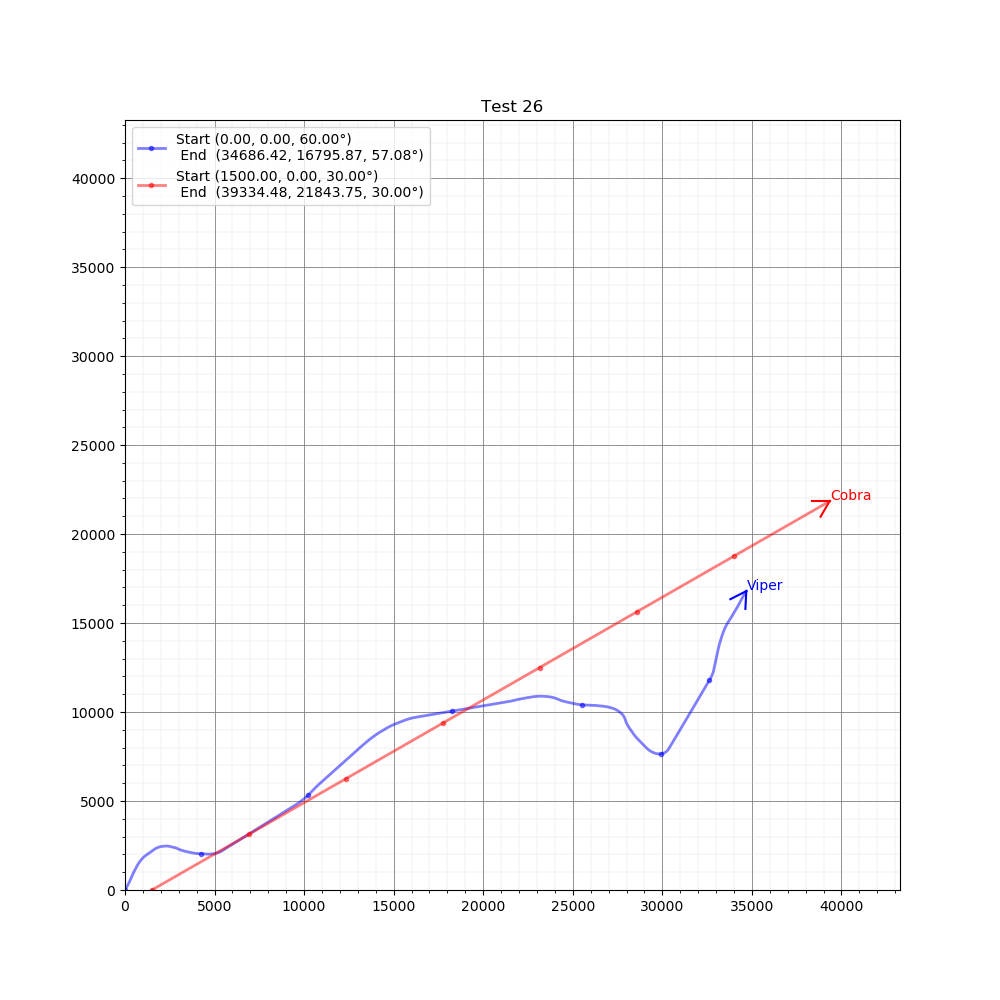 Test 26
Start (0.00, 0.00, 60.00°)
End  (34686.42, 16795.87, 57.08°)
Start (1500.00, 0.00, 30.00°)
End  (39334.48, 21843.75, 30.00°)
40000
35000
30000
25000
20000
15000
10000
5000
0
Cobra
Viper
0 5000 10000 15000 20000 25000 30000 35000 40000